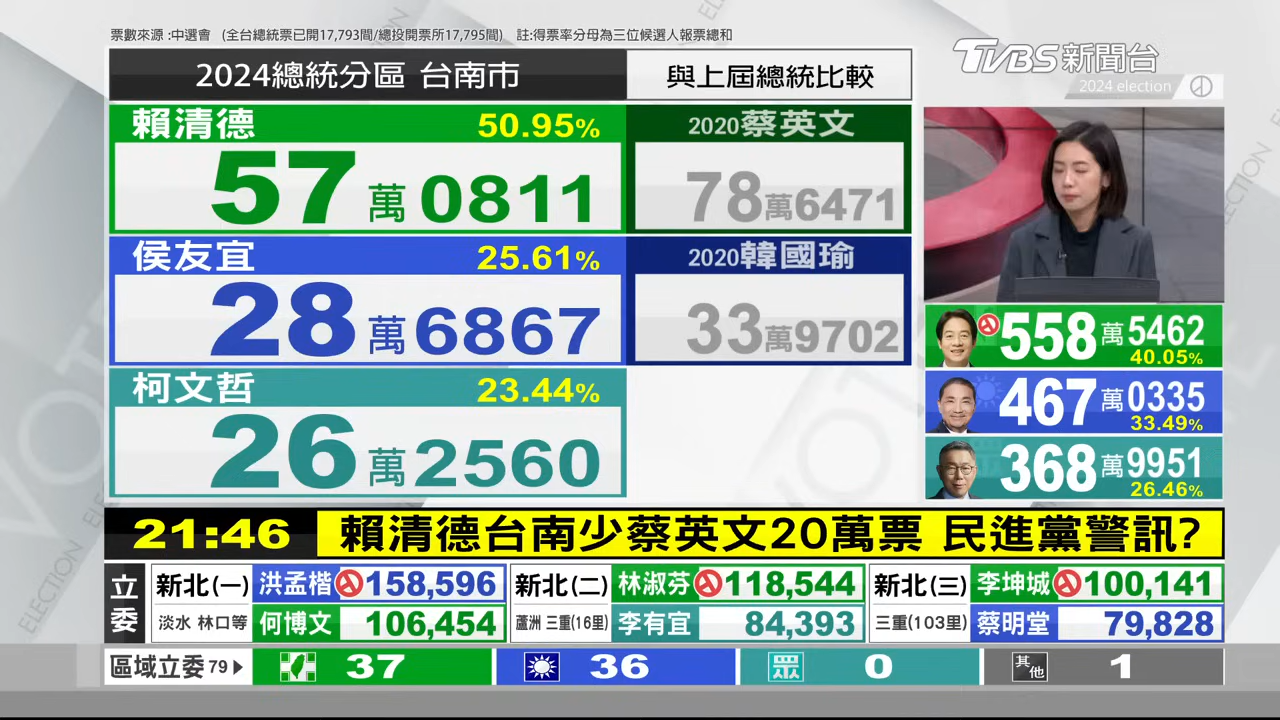 票數來源 :中選會 (全台總統票已開17,793間/總投開票所17,795間) 註:得票率分母為三位候選人報票總和
TVBS新聞台
2024 election
2024總統分區 台南市
與上屆總統比較
賴清德 50.95%
57萬0811
2020蔡英文
78萬6471
侯友宜 25.61%
28萬6867
2020韓國瑜
33萬9702
柯文哲 23.44%
26萬2560
558萬5462
40.05%
467萬0335
33.49%
368萬9951
26.46%
21:46 賴清德台南少蔡英文20萬票 民進黨警訊?
立委
新北(一) 洪孟楷 158,596
淡水 林口等 何博文 106,454
新北(二) 林淑芬 118,544
蘆洲 三重(16里) 李有宜 84,393
新北(三) 李坤城 100,141
三重(103里) 蔡明堂 79,828
區域立委 79 37 36 眾 0 其他 1
VOTE
ELECTION
ELECTION
ELECTION